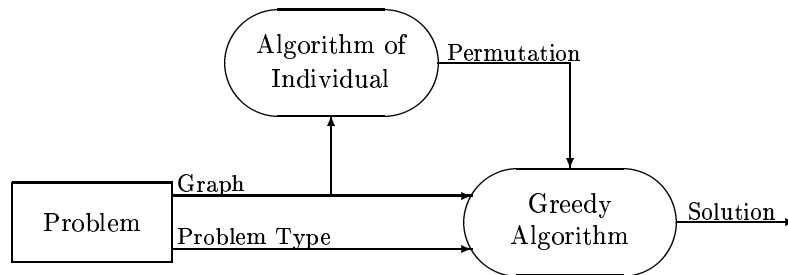 Algorithm of
Individual
Permutation
Graph
Problem
Problem Type
Greedy
Algorithm
Solution